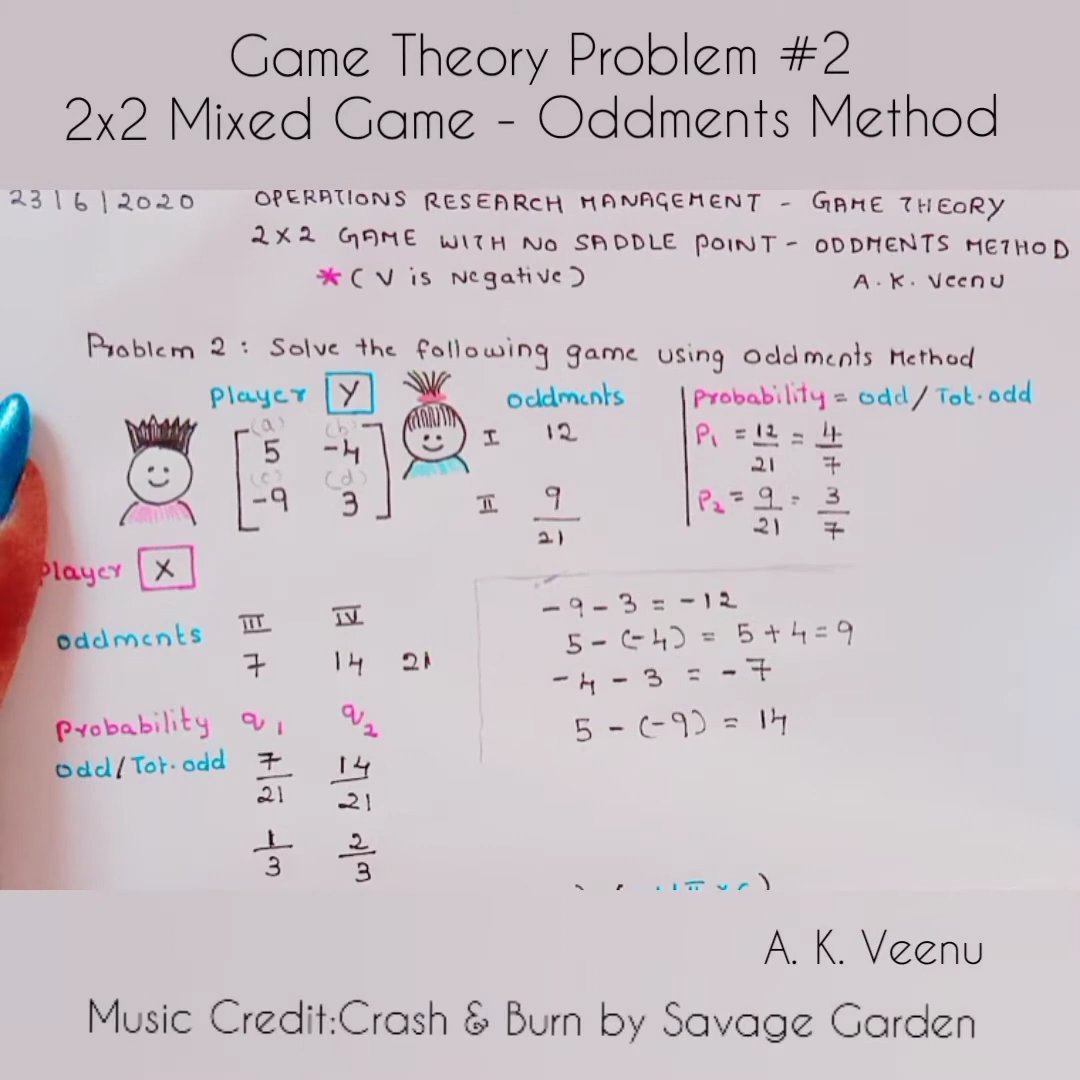 Game Theory Problem #2
2x2 Mixed Game - Oddments Method
23|6|2020 OPERATIONS RESEARCH MANAGEMENT - GAME THEORY
2X2 GAME WITH NO SADDLE POINT - ODDMENTS METHOD
* (V is Negative) A.K. Veenu
Problem 2: Solve the following game using Oddments Method
Player Y oddments Probability = odd / Tot. odd
(a) (b)
5 -4 I 12 P1 = 12/21 = 4/7
(c) (d)
-9 3 II 9 P2 = 9/21 = 3/7
21
Player X
III IV
oddments 7 14 21
Probability q1 q2
odd/Tot. odd 7/21 14/21
1/3 2/3
-9 - 3 = -12
5 - (-4) = 5 + 4 = 9
-4 - 3 = -7
5 - (-9) = 14
A. K. Veenu
Music Credit:Crash & Burn by Savage Garden